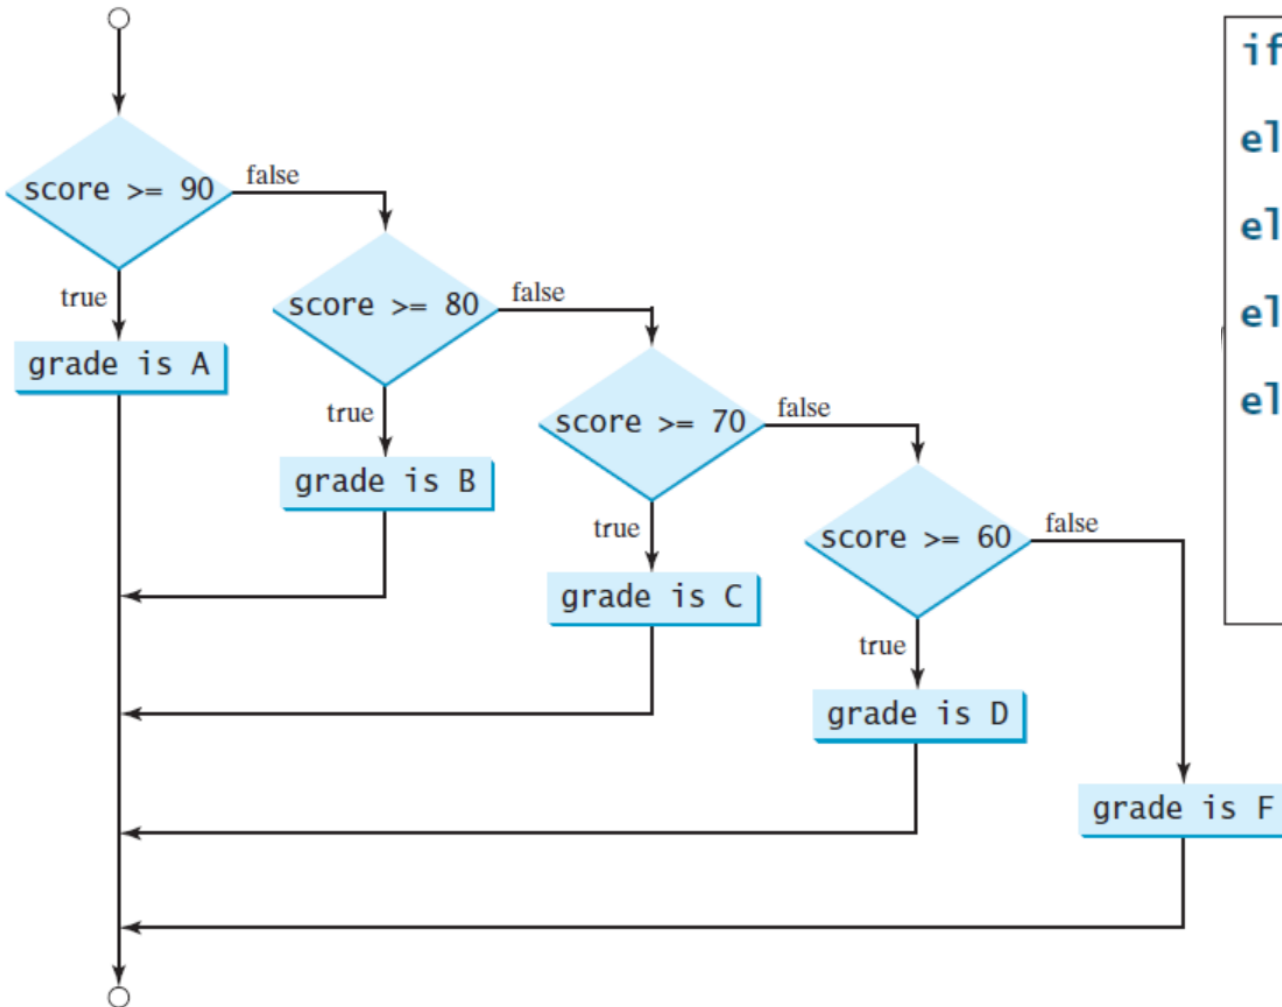 score >= 90
false
true
grade is A
score >= 80
false
true
grade is B
score >= 70
false
true
grade is C
score >= 60
false
true
grade is D
grade is F
if
el
el
el
el